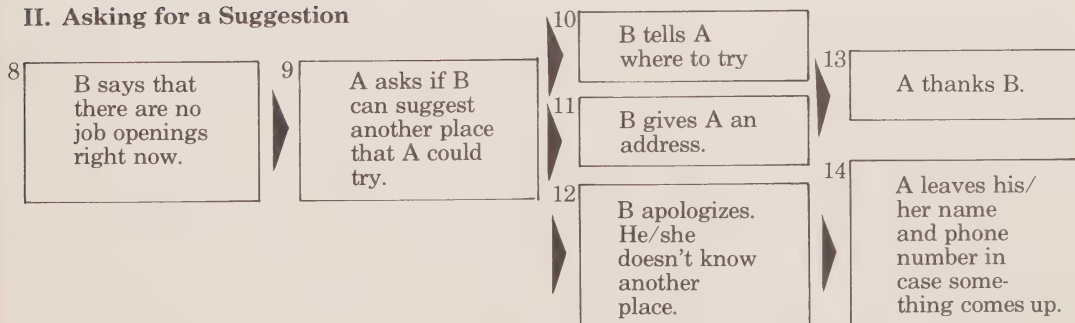 II. Asking for a Suggestion
8
B says that
there are no
job openings
right now.
9
A asks if B
can suggest
another place
that A could
try.
10
B tells A
where to try
11
B gives A an
address.
12
B apologizes.
He/she
doesn't know
another
place.
13
A thanks B.
14
A leaves his/
her name
and phone
number in
case some-
thing comes up.